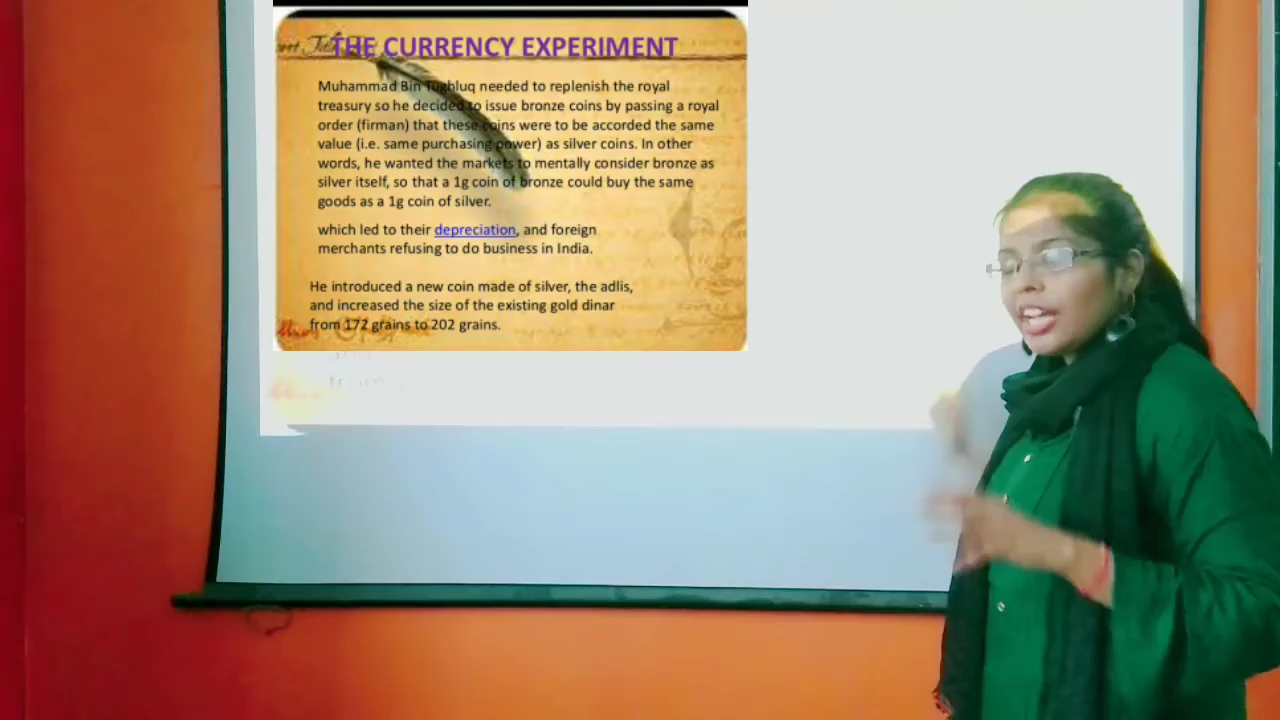 THE CURRENCY EXPERIMENT
Muhammad Bin Tughluq needed to replenish the royal
treasury so he decided to issue bronze coins by passing a royal
order (firman) that these coins were to be accorded the same
value (i.e. same purchasing power) as silver coins. In other
words, he wanted the markets to mentally consider bronze as
silver itself, so that a 1g coin of bronze could buy the same
goods as a 1g coin of silver.
which led to their depreciation, and foreign
merchants refusing to do business in India.
He introduced a new coin made of silver, the adlis,
and increased the size of the existing gold dinar
from 172 grains to 202 grains.